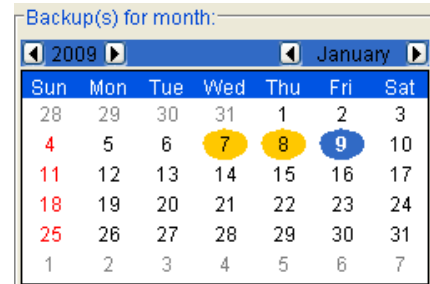 Backup(s) for month:
2009 January
Sun Mon Tue Wed Thu Fri Sat
28 29 30 31 1 2 3
4 5 6 7 8 9 10
11 12 13 14 15 16 17
18 19 20 21 22 23 24
25 26 27 28 29 30 31
1 2 3 4 5 6 7